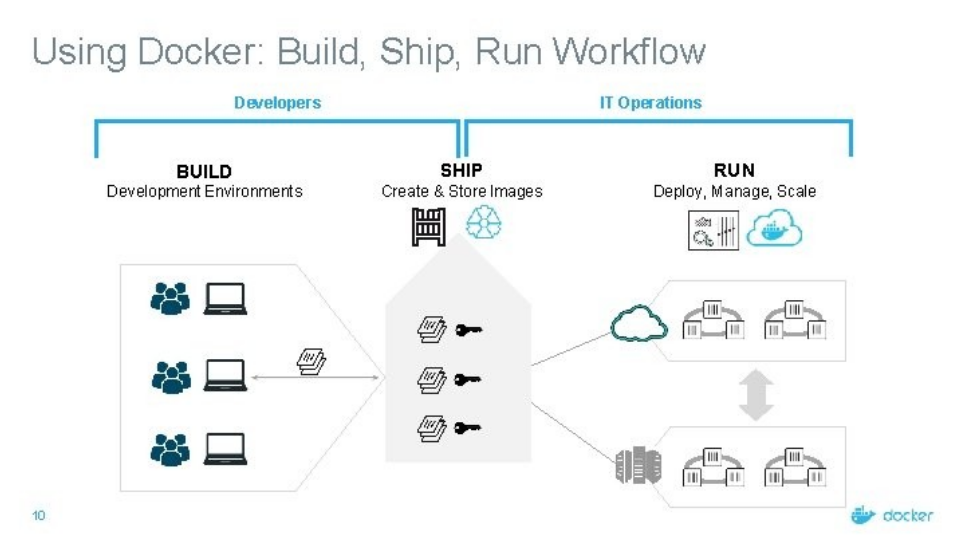 Using Docker: Build, Ship, Run Workflow
Developers
IT Operations
BUILD
Development Environments
SHIP
Create & Store Images
RUN
Deploy, Manage, Scale
10
docker